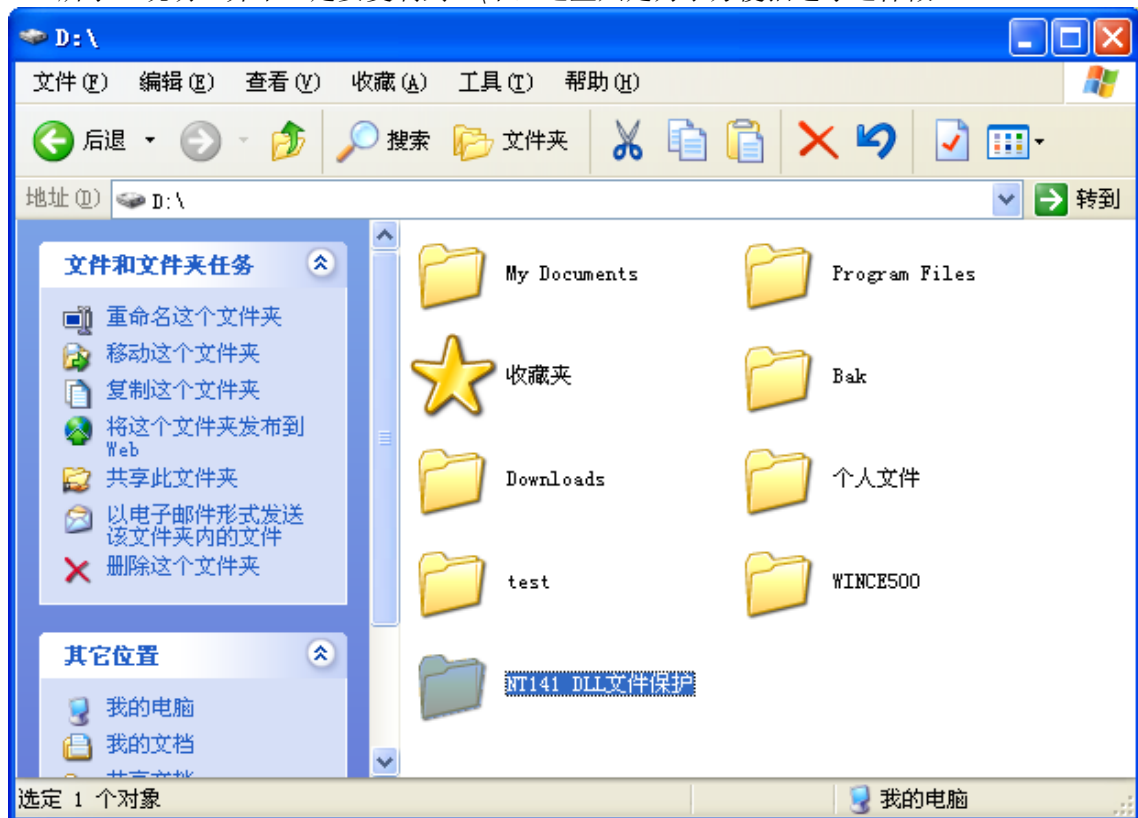 D:\
文件(F) 编辑(E) 查看(V) 收藏(A) 工具(T) 帮助(H)
后退 搜索 文件夹
地址(D) D:\ 转到
文件和文件夹任务
重命名这个文件夹
移动这个文件夹
复制这个文件夹
将这个文件夹发布到
Web
共享此文件夹
以电子邮件形式发送
该文件夹内的文件
删除这个文件夹
其它位置
我的电脑
我的文档
My Documents Program Files
收藏夹 Bak
Downloads 个人文件
test WINCE500
NT141 DLL文件保护
选定 1 个对象 我的电脑